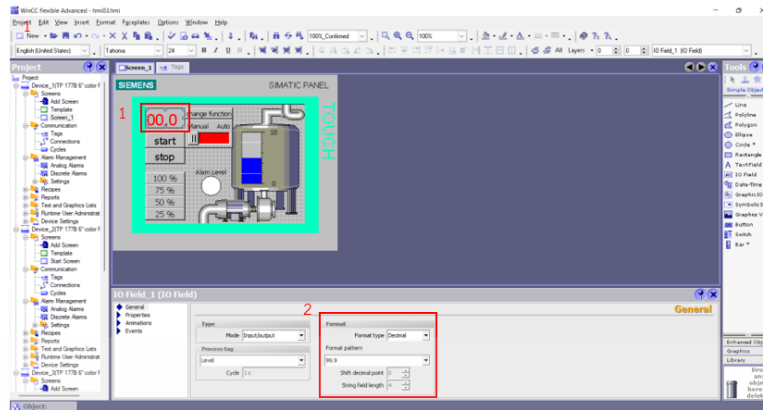 WinCC flexible Advanced - hmi03.hmi
Project Edit View Insert Format Faceplates Options Window Help
1
New
100%_Confirmed
100%
English (United States)
Tahoma
24
B I U
All Layers
0
0
IO Field_1 (IO Field)
Project
Project
Device_1(TP 177B 6" color F
Screens
Add Screen
Template
Screen_1
Communication
Tags
Connections
Cycles
Alarm Management
Analog Alarms
Discrete Alarms
Settings
Recipes
Reports
Text and Graphics Lists
Runtime User Administrat
Device Settings
Device_2(TP 177B 6" color F
Screens
Add Screen
Template
Start Screen
Communication
Tags
Connections
Cycles
Alarm Management
Analog Alarms
Discrete Alarms
Settings
Recipes
Reports
Text and Graphics Lists
Runtime User Administrat
Device Settings
Device_3(TP 177B 6" color F
Screens
Add Screen
Screen_1
Tags
SIEMENS
SIMATIC PANEL
TOUCH
1
00.0
change function
Manual Auto
start
stop
Alarm Level
100 %
75 %
50 %
25 %
10
0
IO Field_1 (IO Field)
General
General
Properties
Animations
Events
Type
Mode Input/output
Process tag
Level
Cycle 1 s
2
Format
Format type Decimal
Format pattern
99.9
Shift decimal point 0
String field length 4
Tools
Simple Object
Line
Polyline
Polygon
Ellipse
Circle *
Rectangle
TextField
IO Field
Date-Time
Graphic IO
Symbolic I
Graphics V
Button
Switch
Bar *
Enhanced Obj
Graphics
Library
Object: